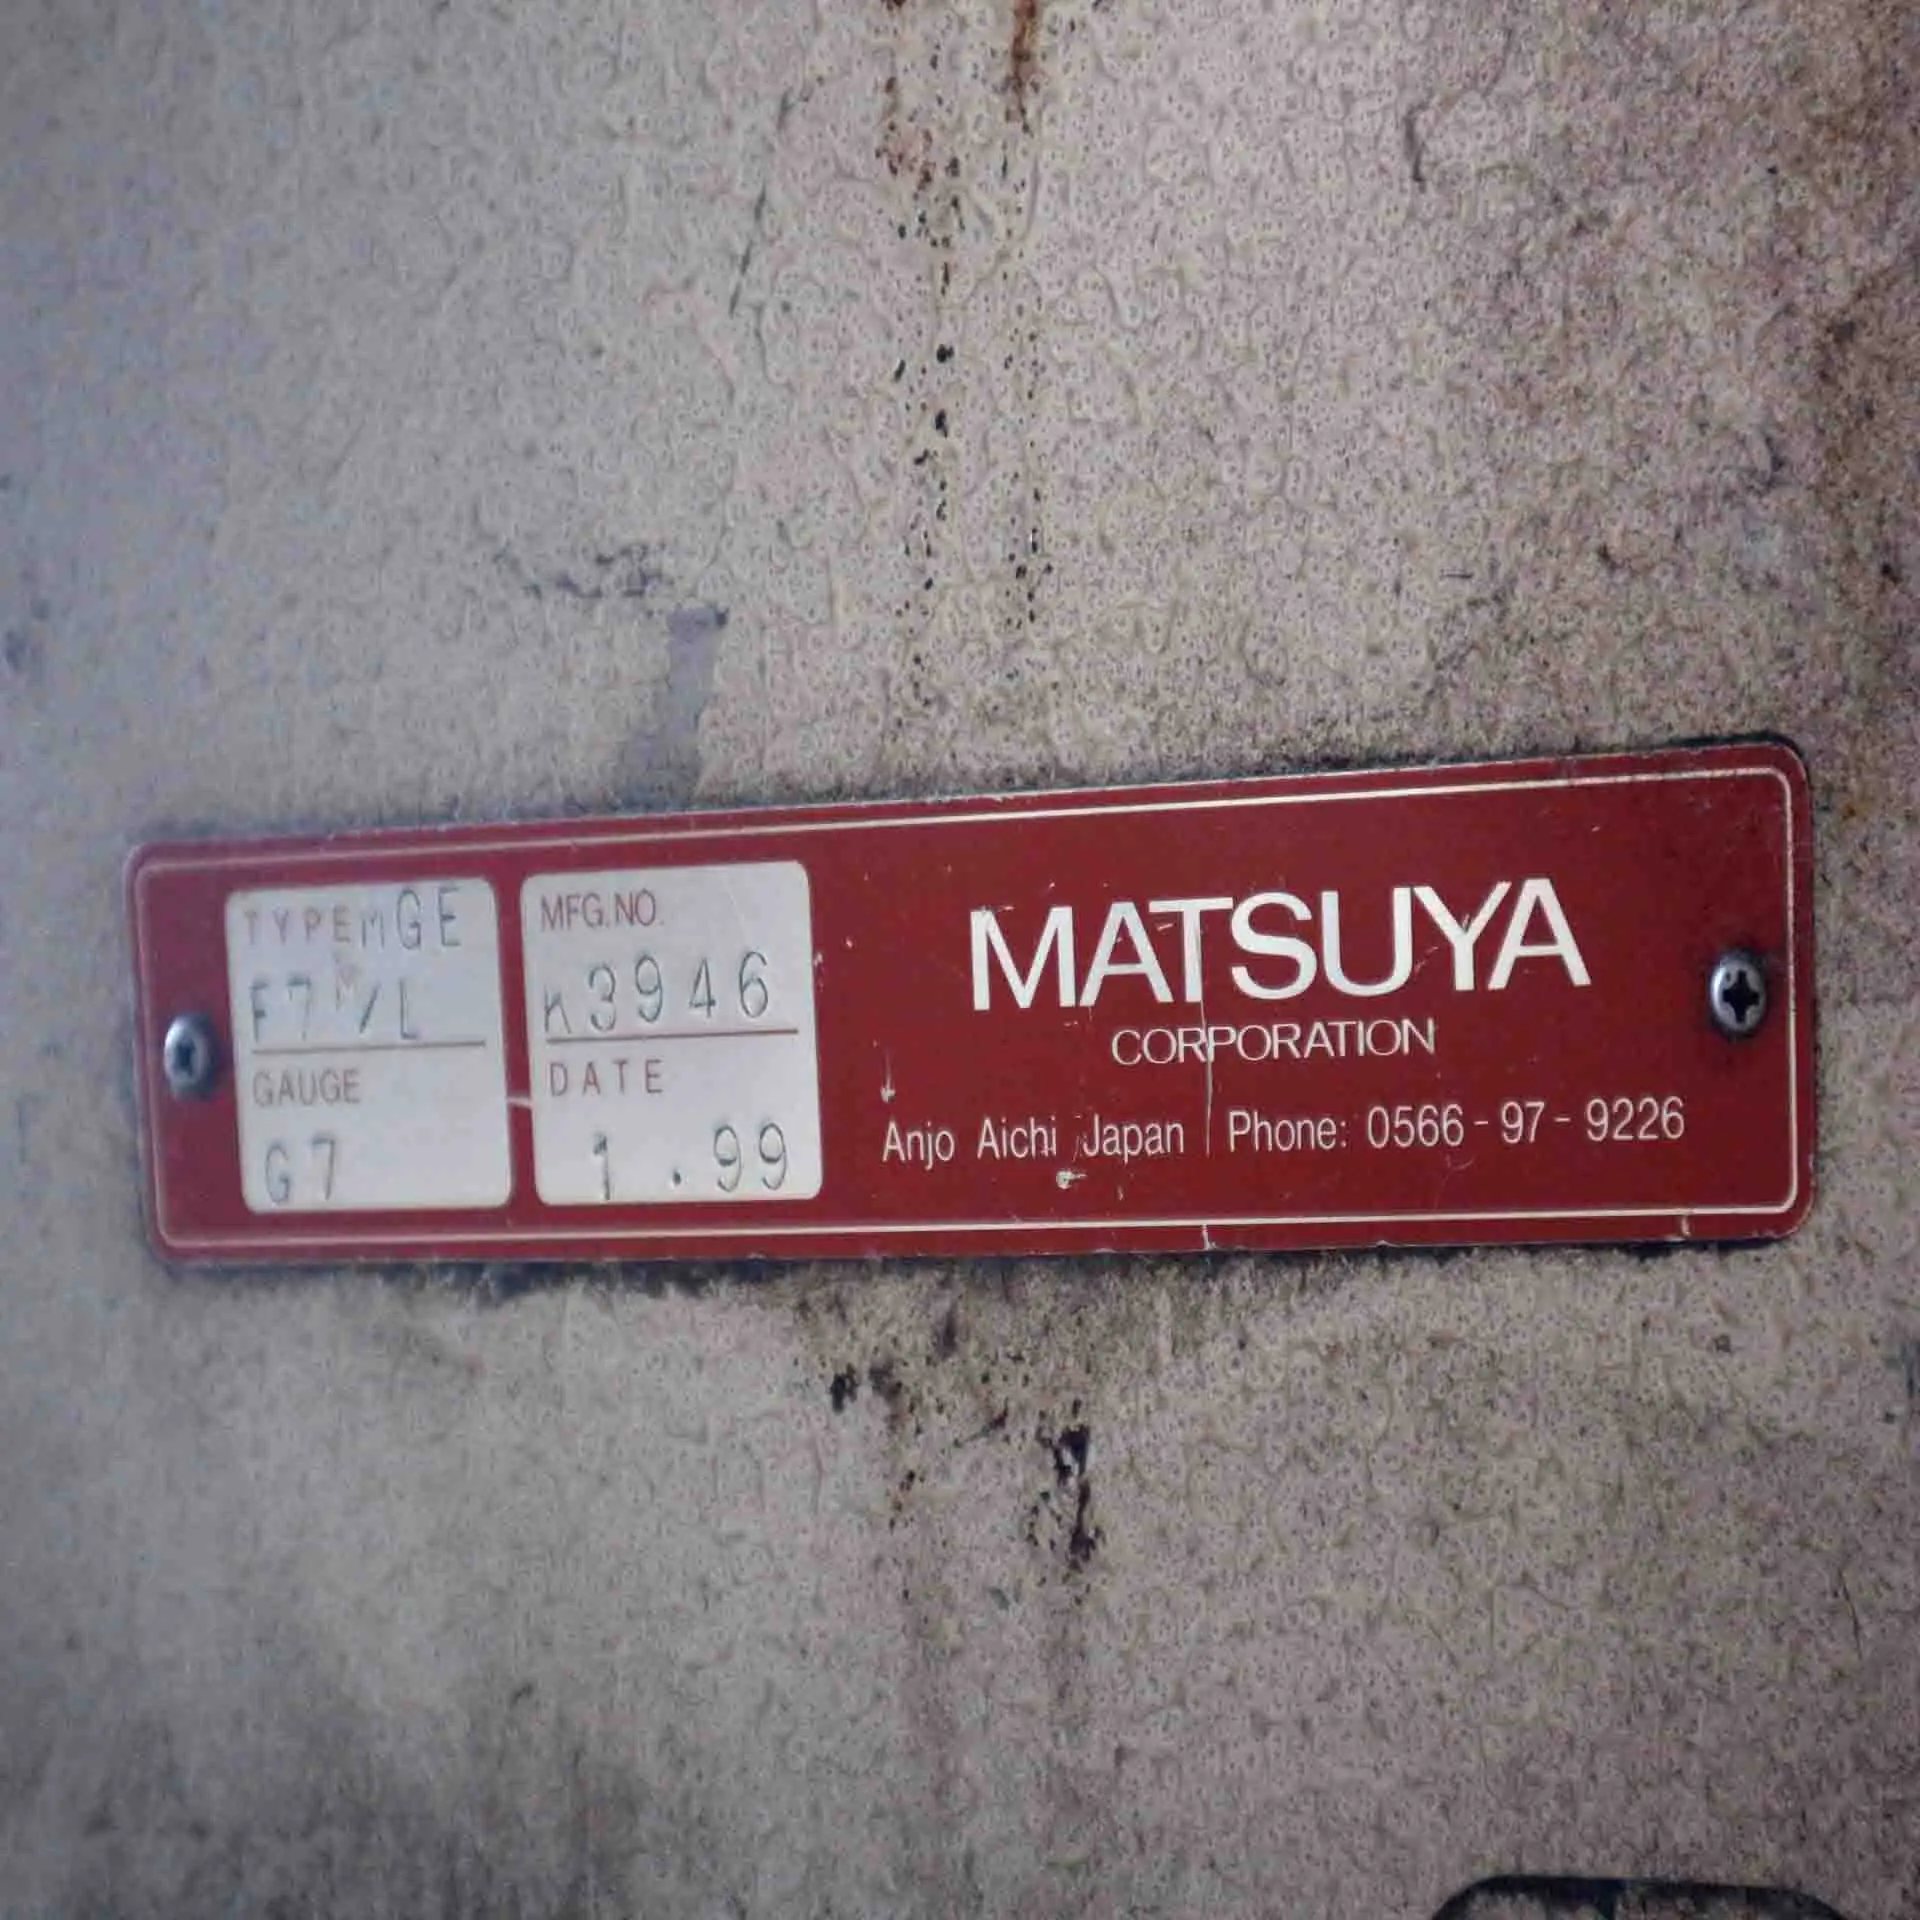 TYPE MGE
F7M/L
GAUGE
G7
MFG.NO.
K3946
DATE
1.99
MATSUYA
CORPORATION
Anjo Aichi Japan Phone: 0566-97-9226